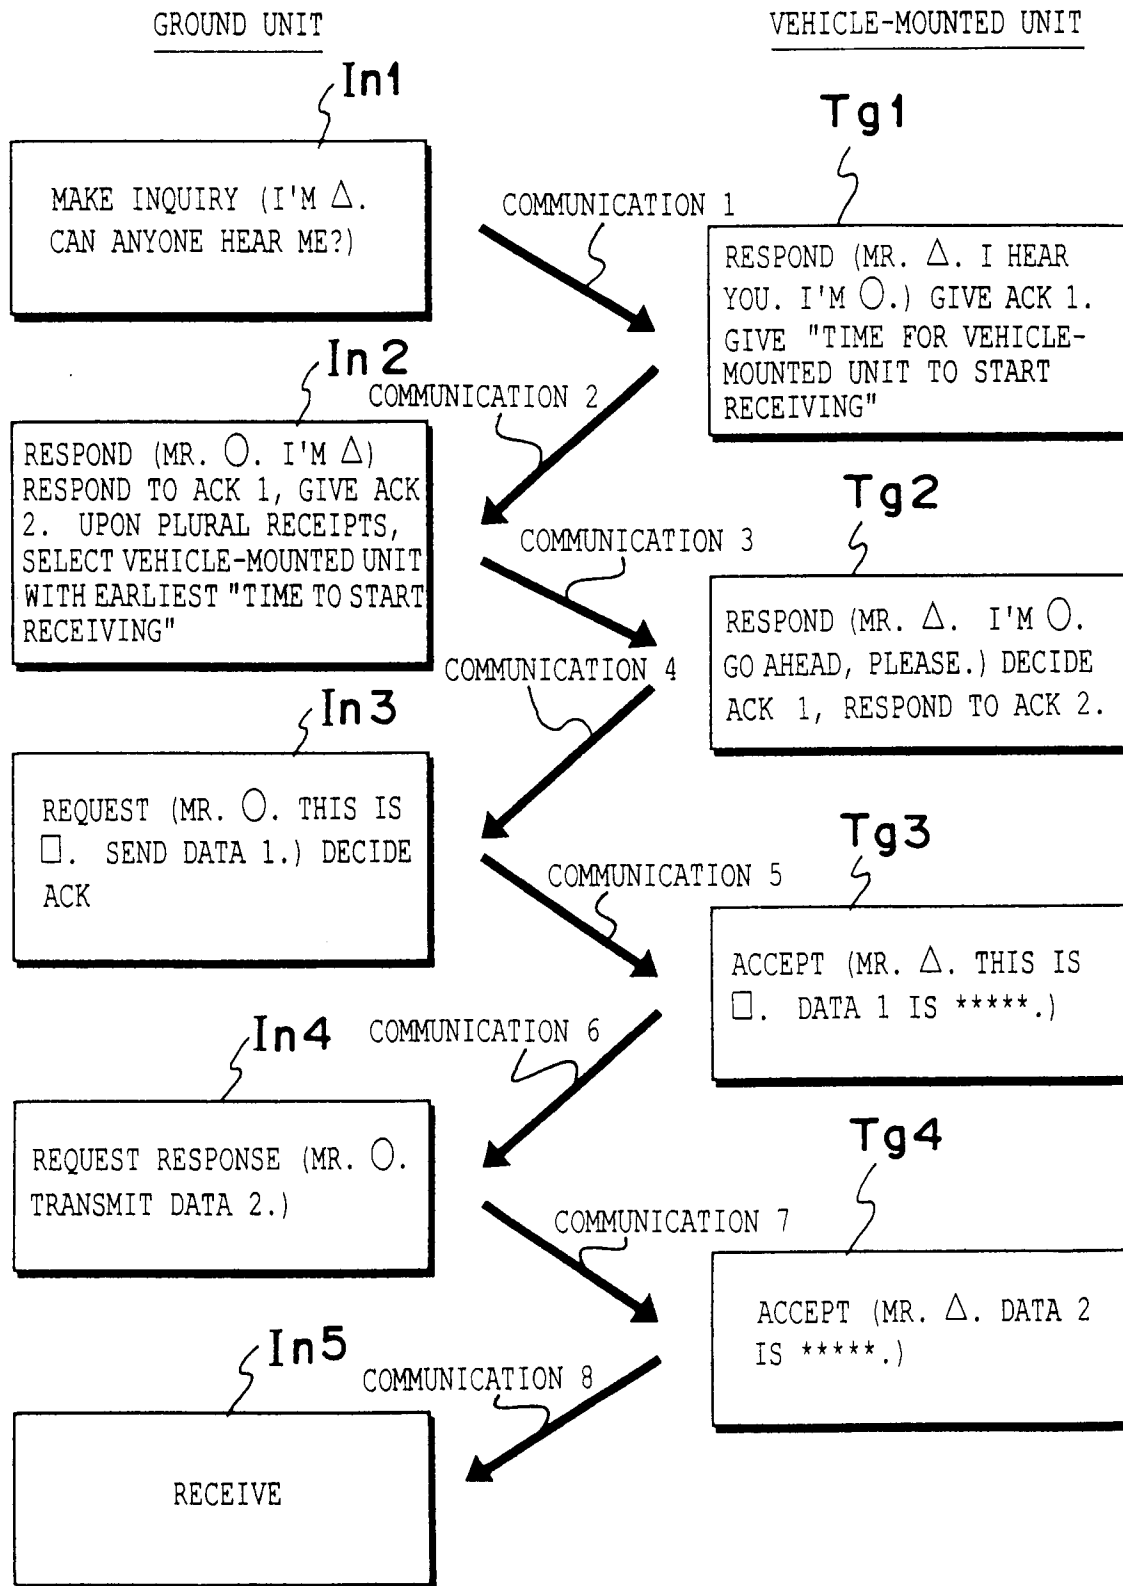 GROUND UNIT
VEHICLE-MOUNTED UNIT
In1
MAKE INQUIRY (I'M △.
CAN ANYONE HEAR ME?)
COMMUNICATION 1
Tg1
RESPOND (MR. △. I HEAR
YOU. I'M ○.) GIVE ACK 1.
GIVE "TIME FOR VEHICLE-
MOUNTED UNIT TO START
RECEIVING"
COMMUNICATION 2
In2
RESPOND (MR. ○. I'M △)
RESPOND TO ACK 1, GIVE ACK
2. UPON PLURAL RECEIPTS,
SELECT VEHICLE-MOUNTED UNIT
WITH EARLIEST "TIME TO START
RECEIVING"
COMMUNICATION 3
Tg2
RESPOND (MR. △. I'M ○.
GO AHEAD, PLEASE.) DECIDE
ACK 1, RESPOND TO ACK 2.
COMMUNICATION 4
In3
REQUEST (MR. ○. THIS IS
□. SEND DATA 1.) DECIDE
ACK
COMMUNICATION 5
Tg3
ACCEPT (MR. △. THIS IS
□. DATA 1 IS *****.)
COMMUNICATION 6
In4
REQUEST RESPONSE (MR. ○.
TRANSMIT DATA 2.)
COMMUNICATION 7
Tg4
ACCEPT (MR. △. DATA 2
IS *****.)
COMMUNICATION 8
In5
RECEIVE